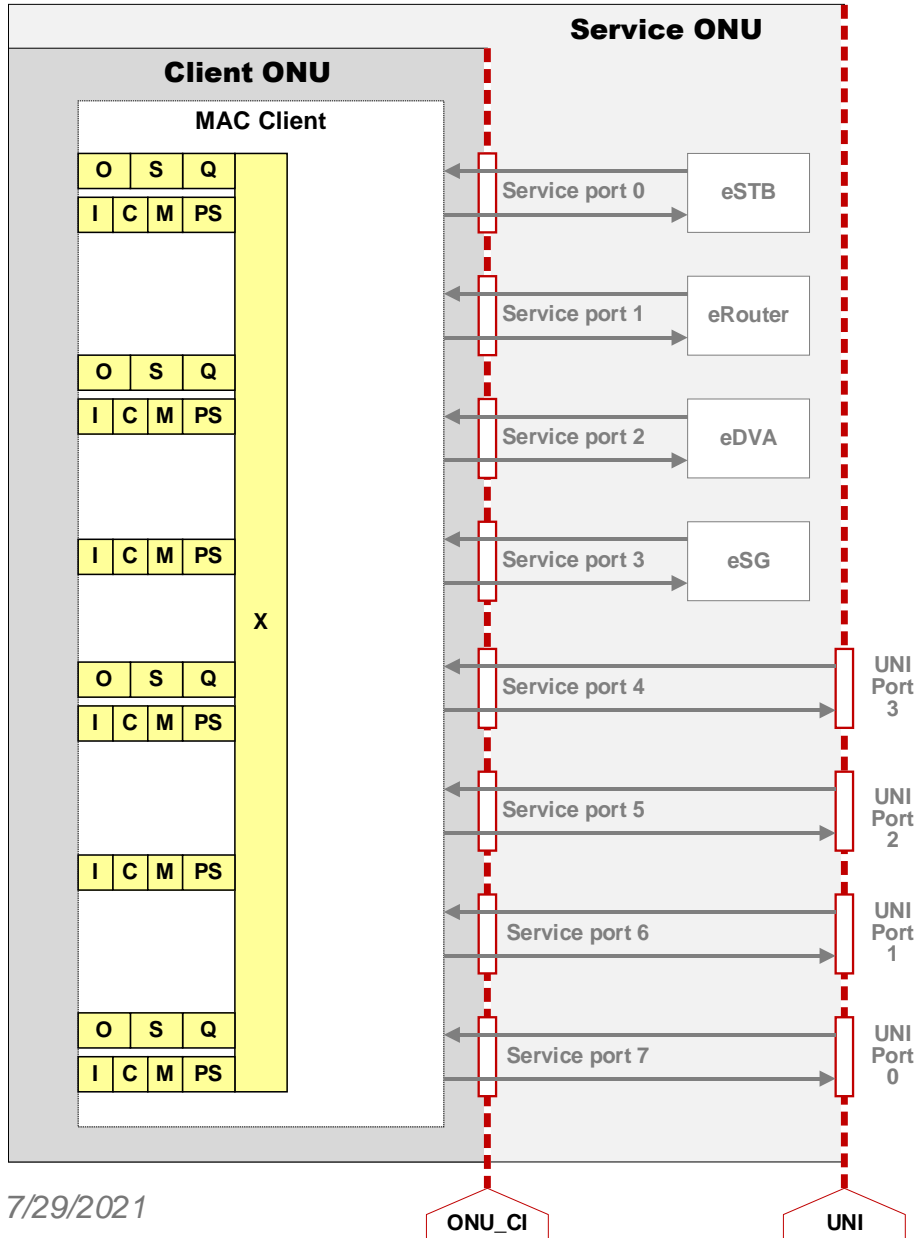 Service ONU
Client ONU
MAC Client
O S Q
I C M PS
O S Q
I C M PS
I C M PS
X
O S Q
I C M PS
I C M PS
O S Q
I C M PS
Service port 0
eSTB
Service port 1
eRouter
Service port 2
eDVA
Service port 3
eSG
Service port 4
UNI
Port
3
Service port 5
UNI
Port
2
Service port 6
UNI
Port
1
Service port 7
UNI
Port
0
7/29/2021
ONU_CI
UNI